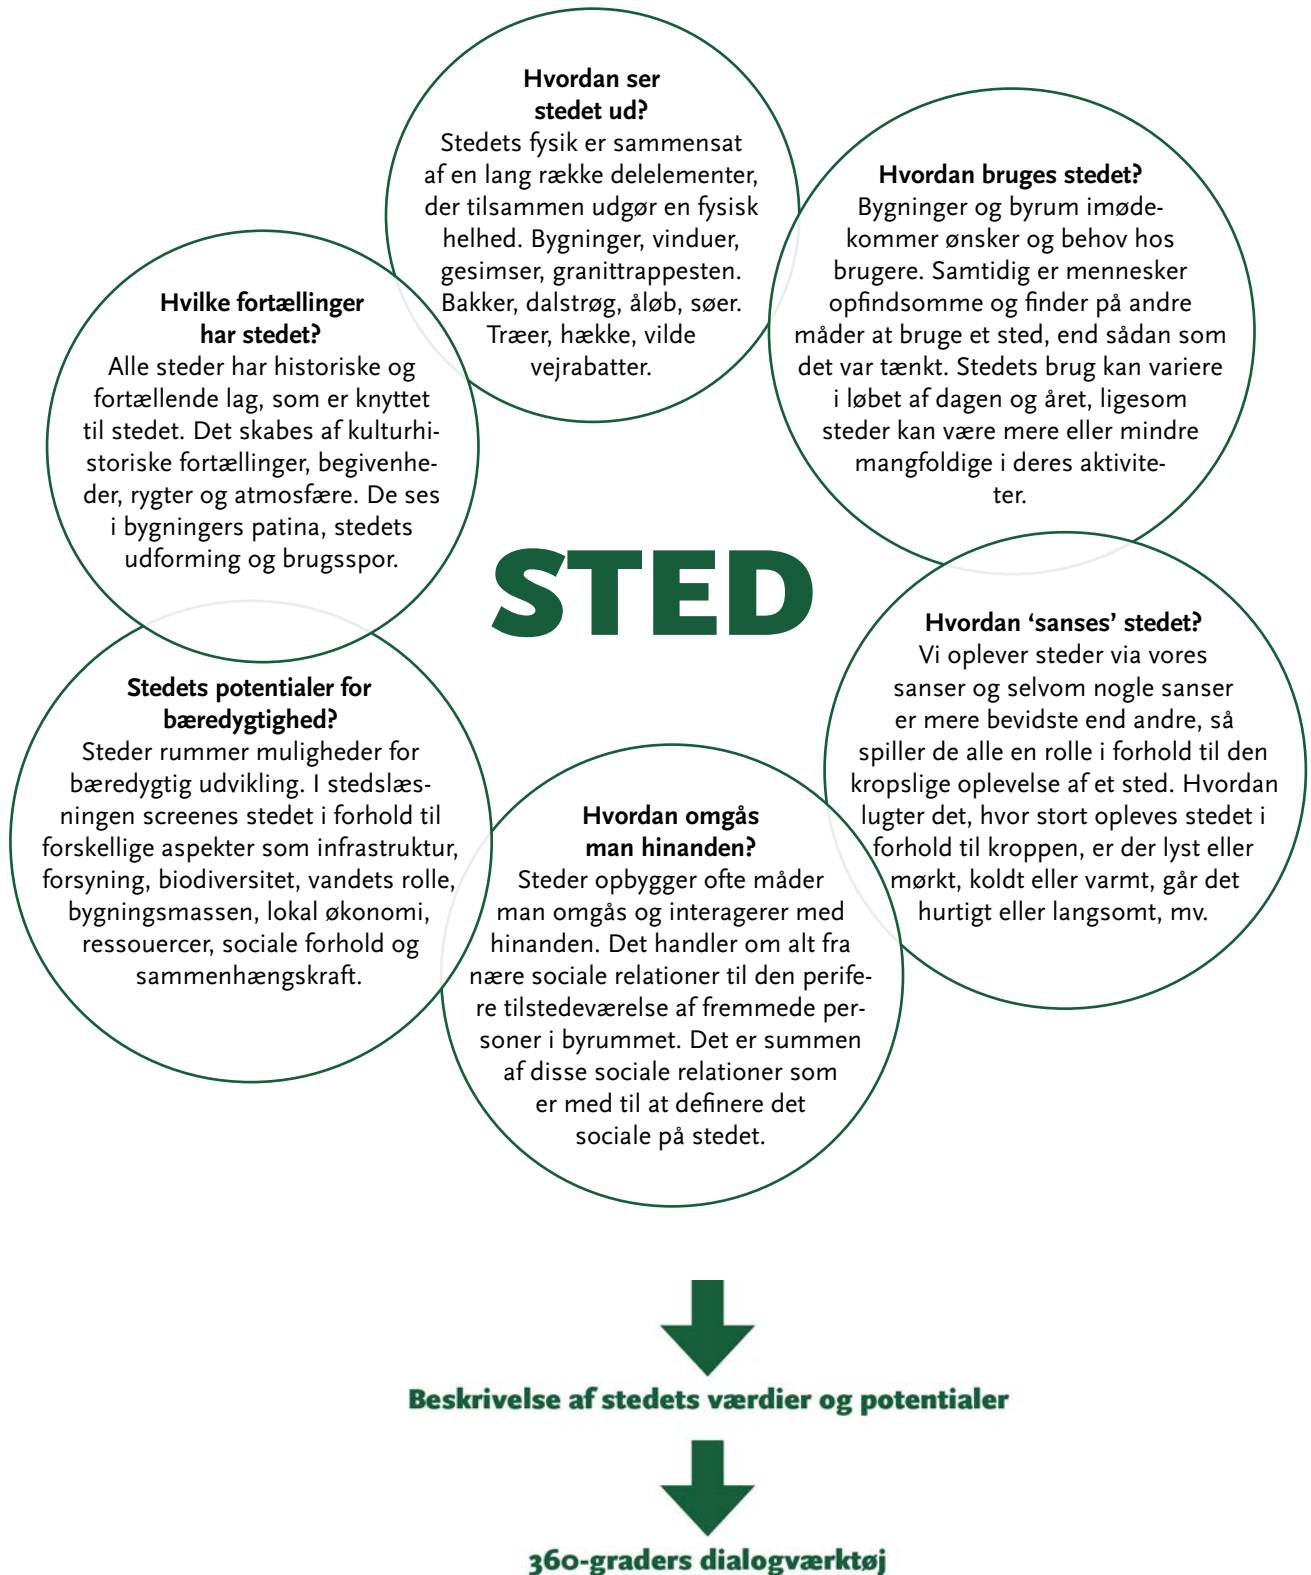 Hvordan ser
stedet ud?
Stedets fysik er sammensat
af en lang række delelementer,
der tilsammen udgør en fysisk
helhed. Bygninger, vinduer,
gesimser, granittrappesten.
Bakker, dalstrøg, åløb, søer.
Træer, hække, vilde
vejrabatter.
Hvordan bruges stedet?
Bygninger og byrum imøde-
kommer ønsker og behov hos
brugere. Samtidig er mennesker
opfindsomme og finder på andre
måder at bruge et sted, end sådan som
det var tænkt. Stedets brug kan variere
i løbet af dagen og året, ligesom
steder kan være mere eller mindre
mangfoldige i deres aktivite-
ter.
Hvilke fortællinger
har stedet?
Alle steder har historiske og
fortællende lag, som er knyttet
til stedet. Det skabes af kulturhi-
storiske fortællinger, begivenhe-
der, rygter og atmosfære. De ses
i bygningers patina, stedets
udforming og brugsspor.
STED
Hvordan ‘sanses’ stedet?
Vi oplever steder via vores
sanser og selvom nogle sanser
er mere bevidste end andre, så
spiller de alle en rolle i forhold til den
kropslige oplevelse af et sted. Hvordan
lugter det, hvor stort opleves stedet i
forhold til kroppen, er der lyst eller
mørkt, koldt eller varmt, går det
hurtigt eller langsomt, mv.
Stedets potentialer for
bæredygtighed?
Steder rummer muligheder for
bæredygtig udvikling. I stedslæs-
ningen screenes stedet i forhold til
forskellige aspekter som infrastruktur,
forsyning, biodiversitet, vandets rolle,
bygningsmassen, lokal økonomi,
ressouercer, sociale forhold og
sammenhængskraft.
Hvordan omgås
man hinanden?
Steder opbygger ofte måder
man omgås og interagerer med
hinanden. Det handler om alt fra
nære sociale relationer til den perife-
re tilstedeværelse af fremmede per-
soner i byrummet. Det er summen
af disse sociale relationer som
er med til at definere det
sociale på stedet.
Beskrivelse af stedets værdier og potentialer
360-graders dialogværktøj